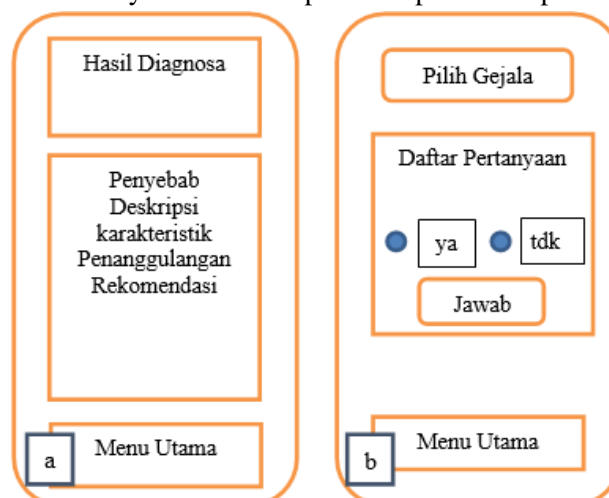 Hasil Diagnosa
Penyebab
Deskripsi
karakteristik
Penanggulangan
Rekomendasi
Menu Utama
a
Pilih Gejala
Daftar Pertanyaan
ya
tdk
Jawab
Menu Utama
b